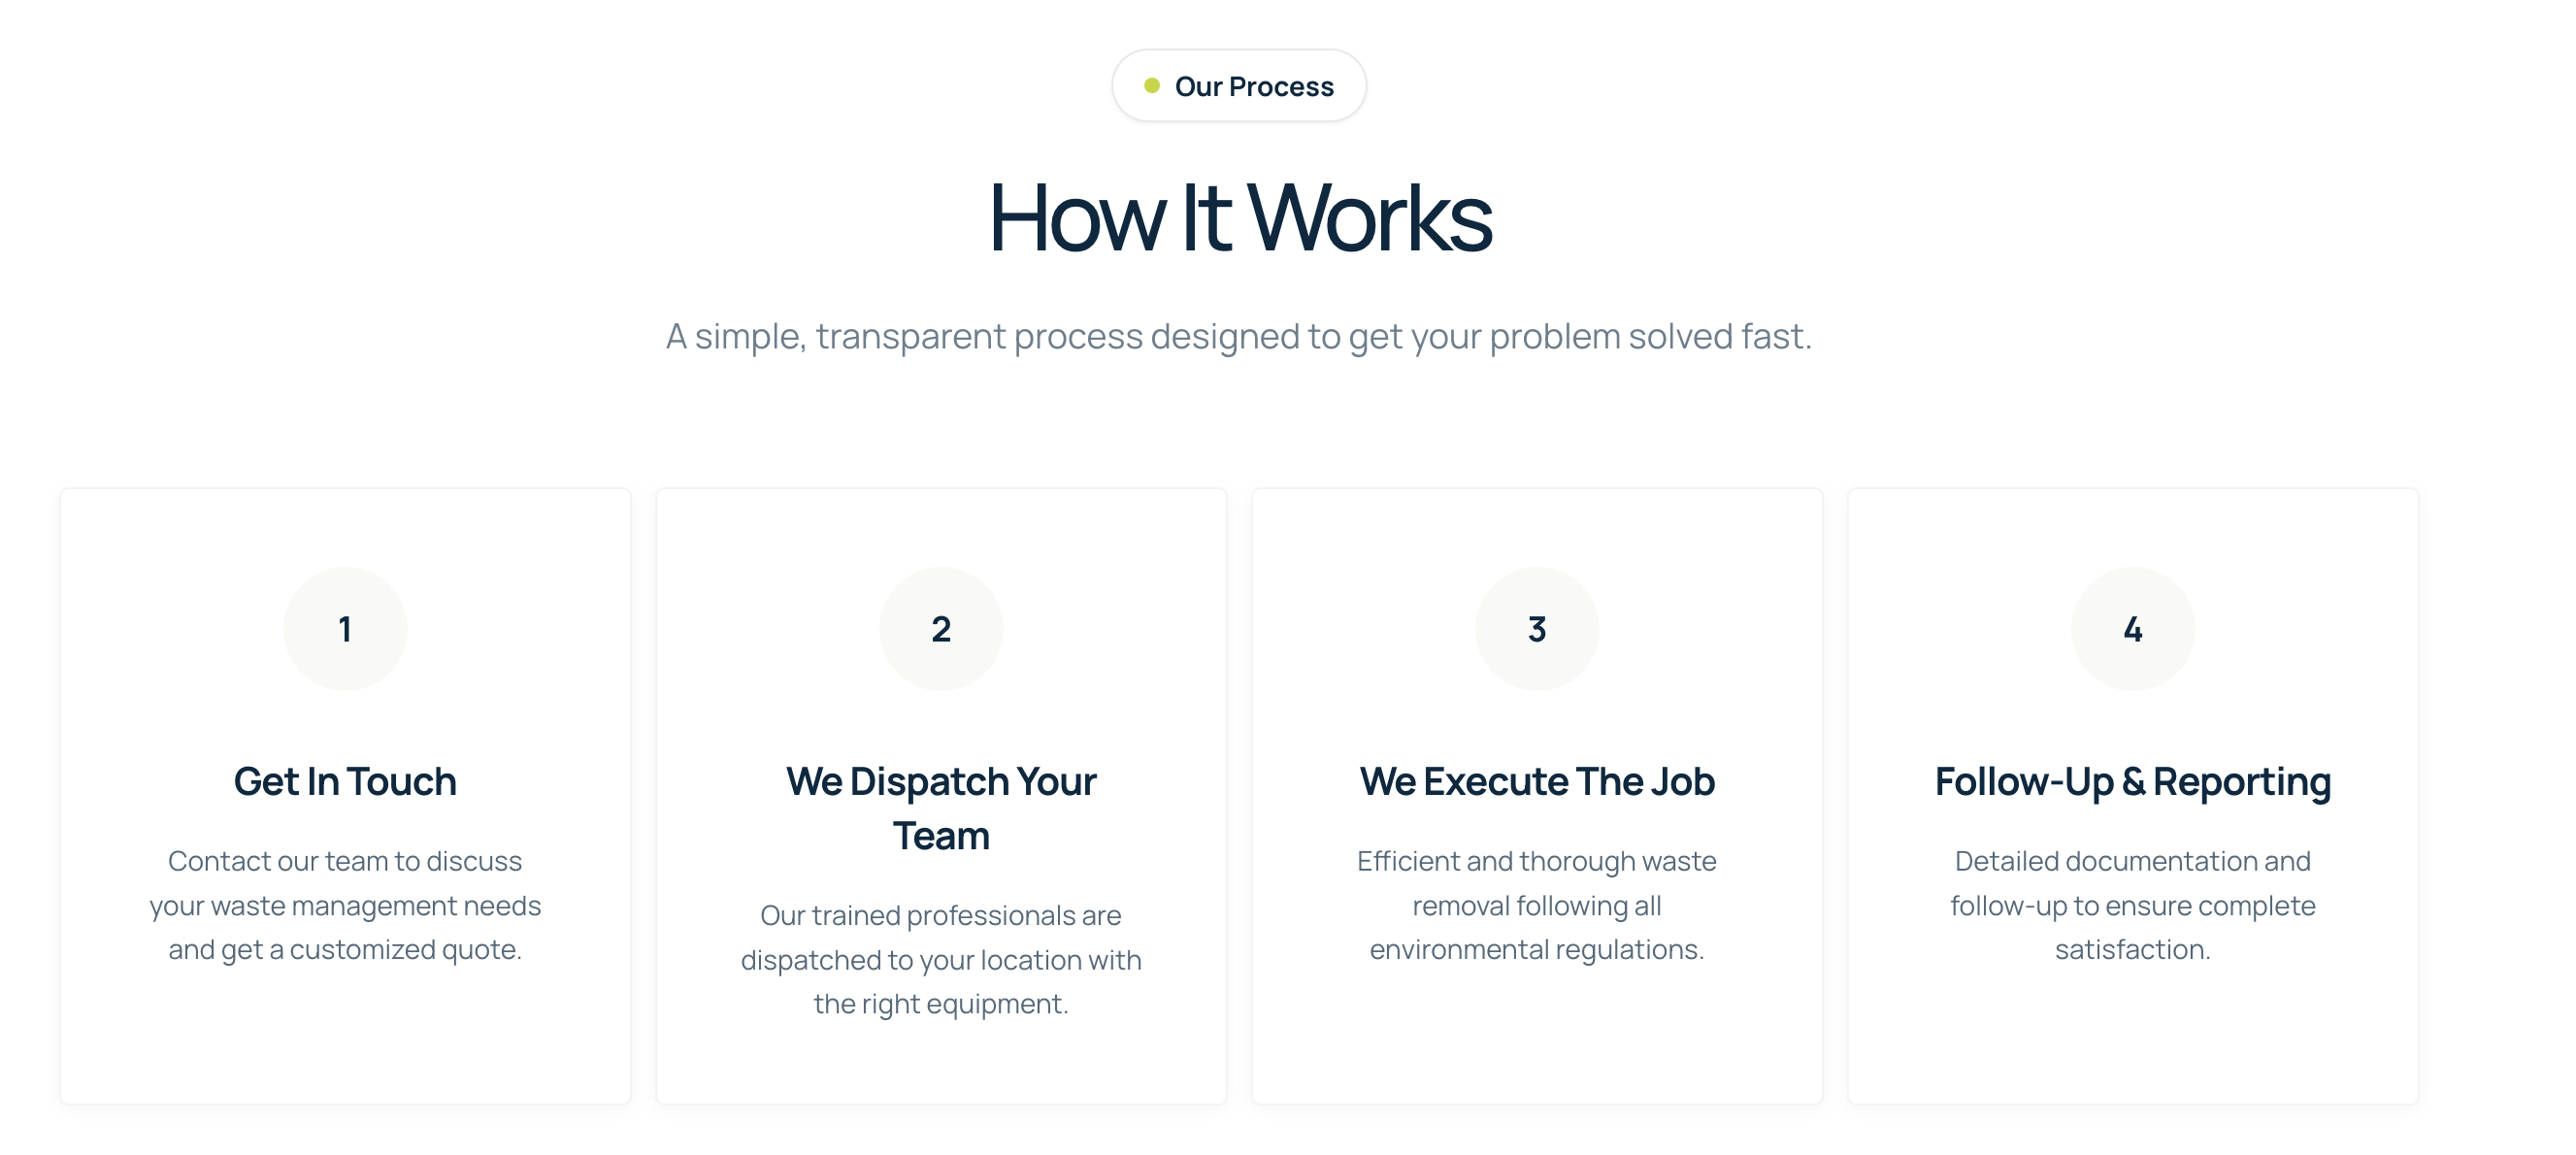 Our Process
How It Works
A simple, transparent process designed to get your problem solved fast.
1
Get In Touch
Contact our team to discuss
your waste management needs
and get a customized quote.
2
We Dispatch Your
Team
Our trained professionals are
dispatched to your location with
the right equipment.
3
We Execute The Job
Efficient and thorough waste
removal following all
environmental regulations.
4
Follow-Up & Reporting
Detailed documentation and
follow-up to ensure complete
satisfaction.